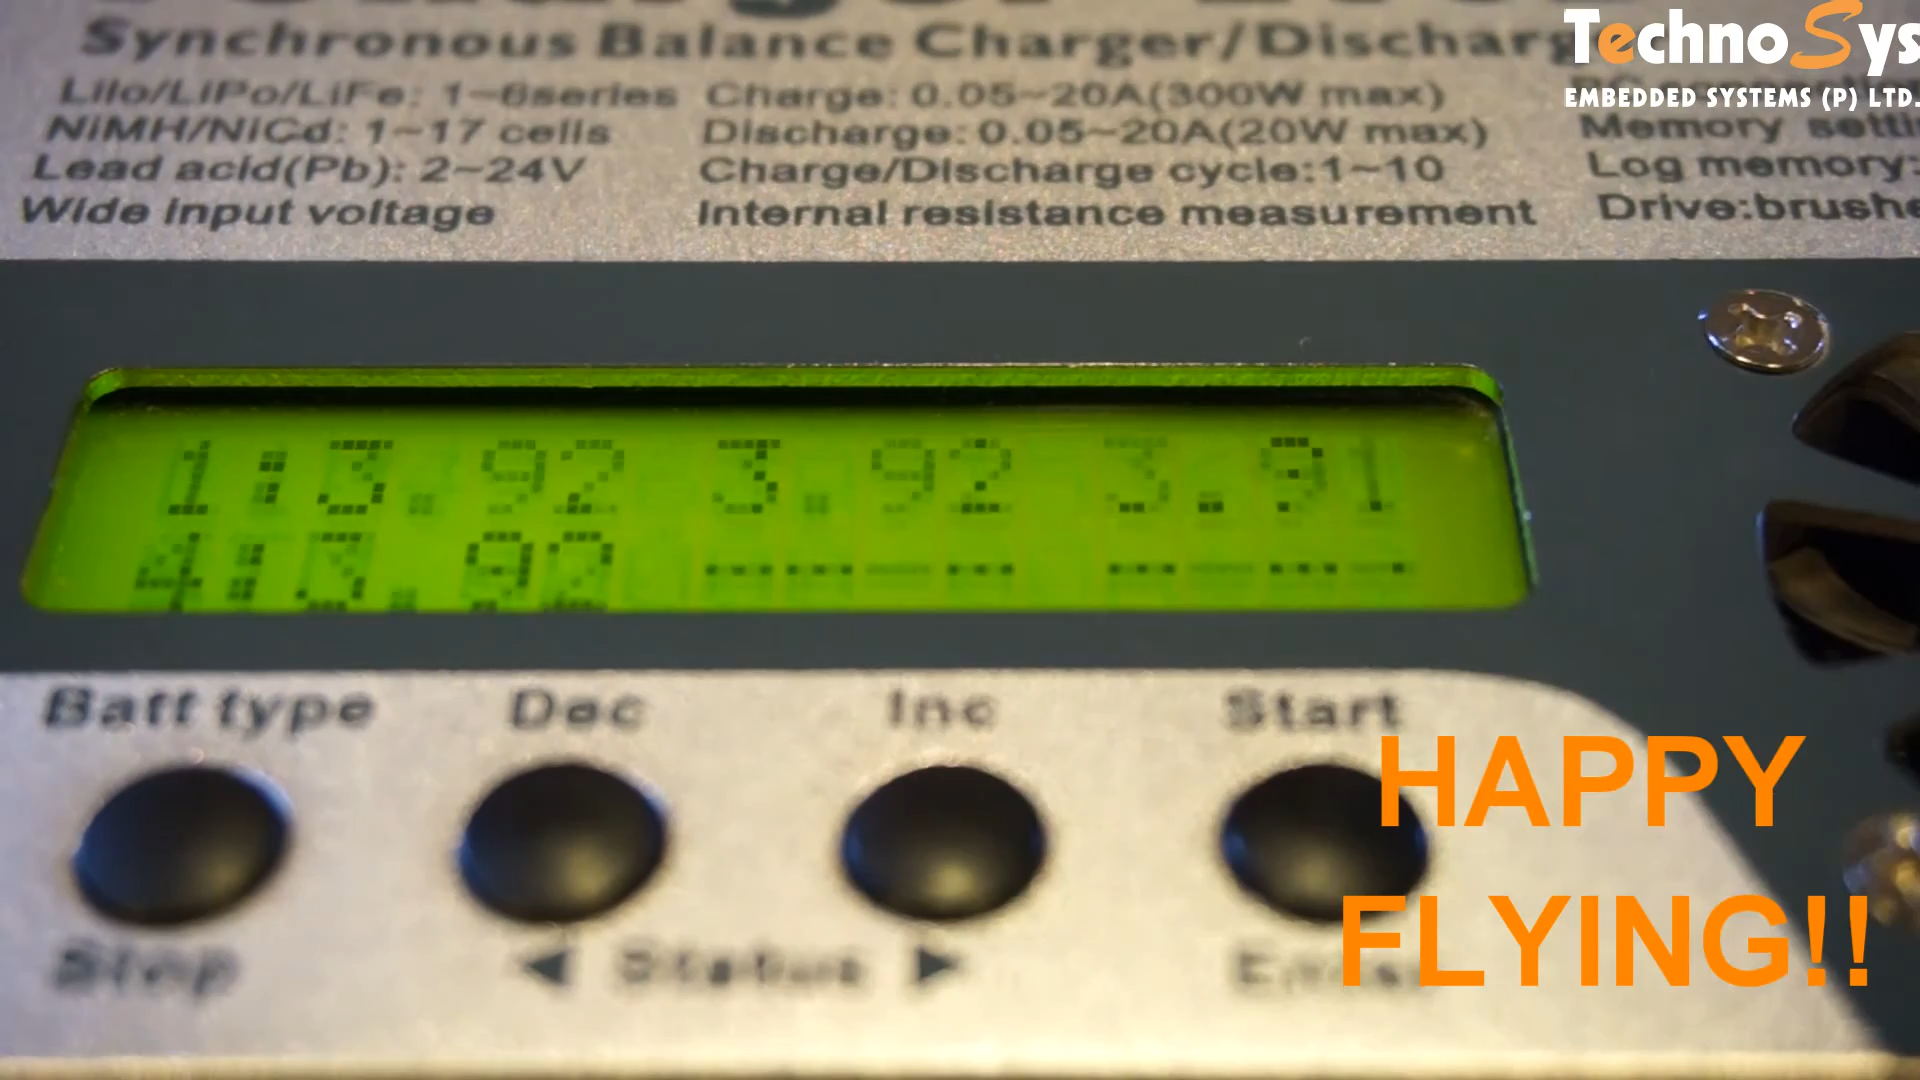 TechnoSys
EMBEDDED SYSTEMS (P) LTD.
Synchronous Balance Charger/Discharg
LiIo/LiPo/LiFe: 1~6series
NiMH/NiCd: 1~17 cells
Lead acid(Pb): 2~24V
Wide input voltage
Charge: 0.05~20A(300W max)
Discharge: 0.05~20A(20W max)
Charge/Discharge cycle:1~10
Internal resistance measurement
Memory setti
Log memory:
Drive:brushe
1:3.92 3.92 3.91
4:3.92 ---- ----
Batt type Dec Inc Start
Stop ◀ Status ▶
HAPPY
FLYING!!